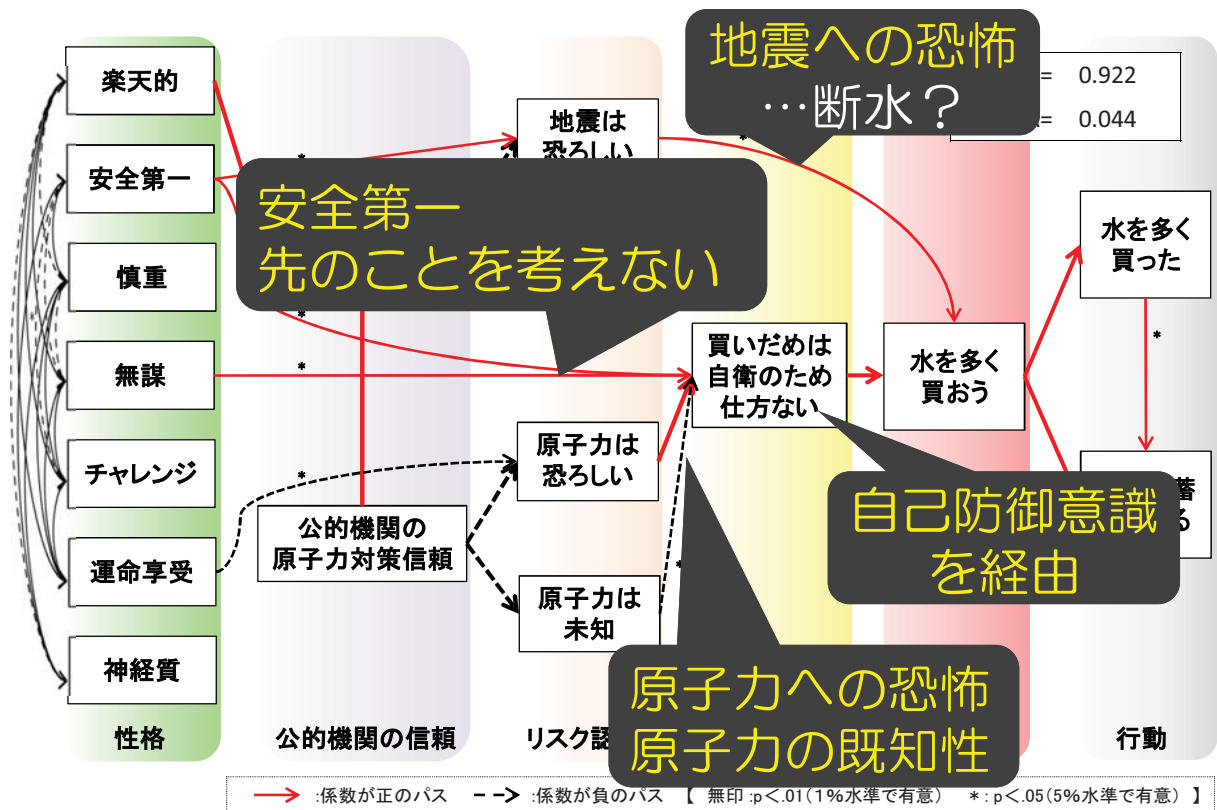 楽天的
安全第一
慎重
無謀
チャレンジ
運命享受
神経質
性格
公的機関の
原子力対策信頼
公的機関の信頼
地震は
恐ろしい
原子力は
恐ろしい
原子力は
未知
リスク認
買いだめは
自衛のため
仕方ない
水を多く
買おう
水を多く
買った
蓄
る
行動
地震への恐怖
…断水?
= 0.922
= 0.044
安全第一
先のことを考えない
自己防御意識
を経由
原子力への恐怖
原子力の既知性
*
*
*
*
*
*
*
:係数が正のパス :係数が負のパス 【 無印:p<.01(1%水準で有意) *:p<.05(5%水準で有意) 】